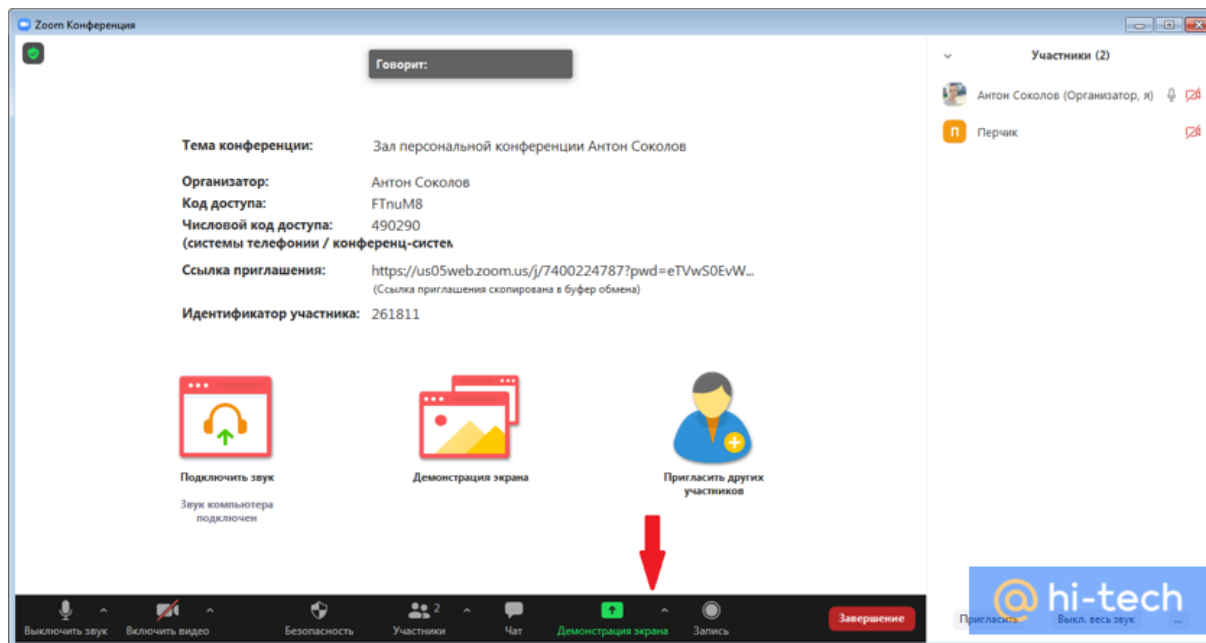 Zoom Конференция
Говорит:
Участники (2)
Антон Соколов (Организатор, я)
П Перчик
Тема конференции: Зал персональной конференции Антон Соколов
Организатор: Антон Соколов
Код доступа: FTnuM8
Числовой код доступа: 490290
(системы телефонии / конференц-систем
Ссылка приглашения: https://us05web.zoom.us/j/7400224787?pwd=eTVwS0EvW...
(Ссылка приглашения скопирована в буфер обмена)
Идентификатор участника: 261811
Подключить звук
Звук компьютера
подключен
Демонстрация экрана
Пригласить других
участников
@hi-tech
Пригласить Выкл. весь звук ...
2
Выключить звук Включить видео Безопасность Участники Чат Демонстрация экрана Запись Завершение